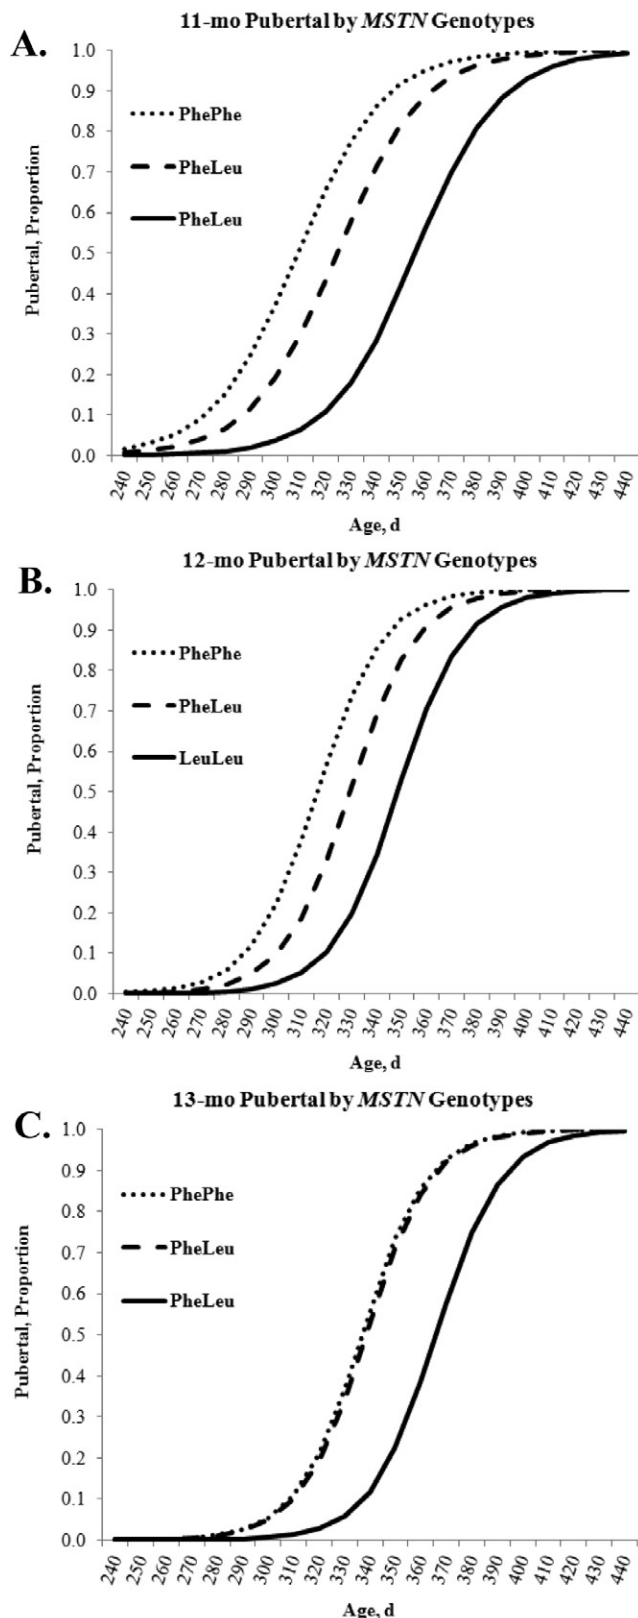 A.
11-mo Pubertal by MSTN Genotypes
Pubertal, Proportion
1.0
0.9
0.8
0.7
0.6
0.5
0.4
0.3
0.2
0.1
0.0
PhePhe
PheLeu
PheLeu
240 250 260 270 280 290 300 310 320 330 340 350 360 370 380 390 400 410 420 430 440
Age, d
B.
12-mo Pubertal by MSTN Genotypes
Pubertal, Proportion
1.0
0.9
0.8
0.7
0.6
0.5
0.4
0.3
0.2
0.1
0.0
PhePhe
PheLeu
LeuLeu
240 250 260 270 280 290 300 310 320 330 340 350 360 370 380 390 400 410 420 430 440
Age, d
C.
13-mo Pubertal by MSTN Genotypes
Pubertal, Proportion
1.0
0.9
0.8
0.7
0.6
0.5
0.4
0.3
0.2
0.1
0.0
PhePhe
PheLeu
PheLeu
240 250 260 270 280 290 300 310 320 330 340 350 360 370 380 390 400 410 420 430 440
Age, d